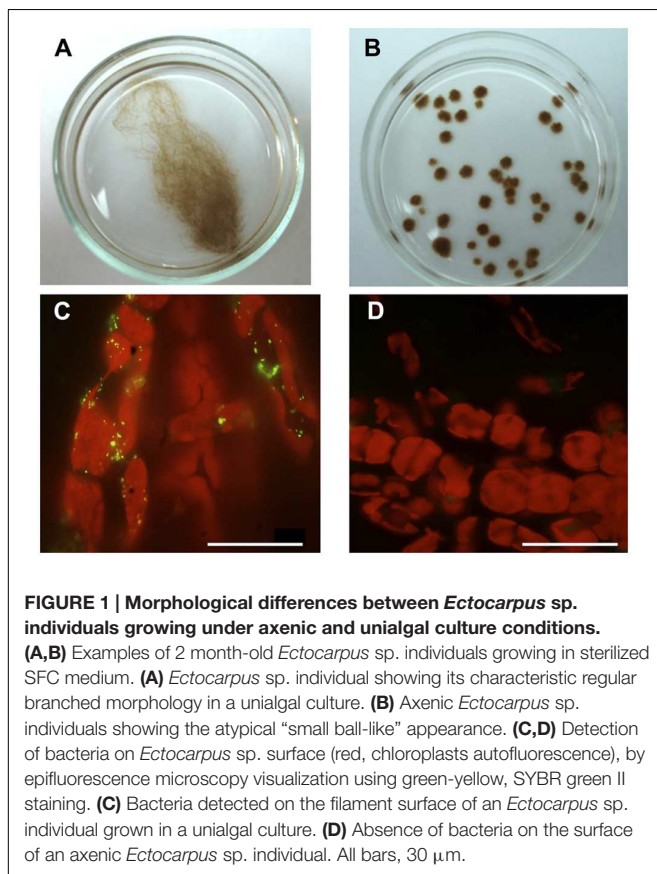 A
B
C
D
FIGURE 1 | Morphological differences between Ectocarpus sp.
individuals growing under axenic and unialgal culture conditions.
(A,B) Examples of 2 month-old Ectocarpus sp. individuals growing in sterilized
SFC medium. (A) Ectocarpus sp. individual showing its characteristic regular
branched morphology in a unialgal culture. (B) Axenic Ectocarpus sp.
individuals showing the atypical “small ball-like” appearance. (C,D) Detection
of bacteria on Ectocarpus sp. surface (red, chloroplasts autofluorescence), by
epifluorescence microscopy visualization using green-yellow, SYBR green II
staining. (C) Bacteria detected on the filament surface of an Ectocarpus sp.
individual grown in a unialgal culture. (D) Absence of bacteria on the surface
of an axenic Ectocarpus sp. individual. All bars, 30 μm.